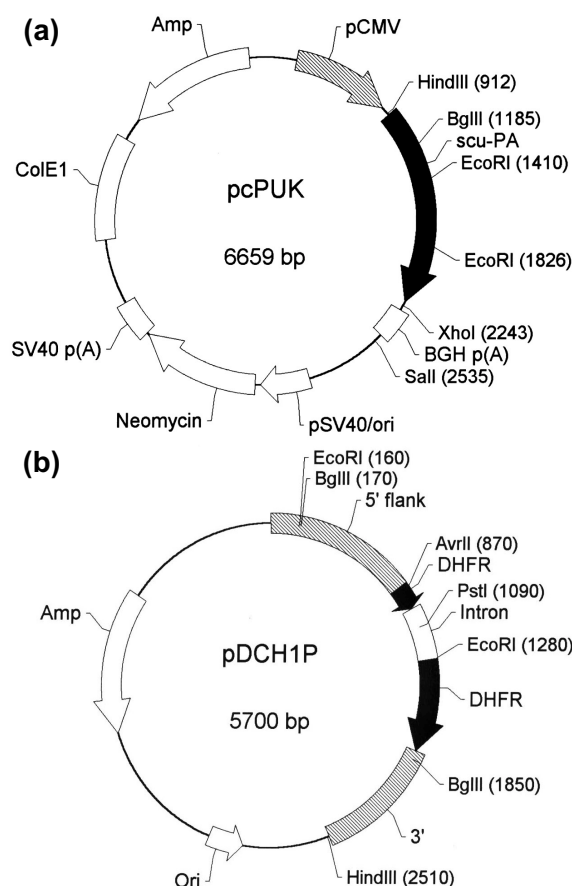 (a)
Amp
pCMV
HindIII (912)
BglII (1185)
scu-PA
EcoRI (1410)
ColE1
pcPUK
6659 bp
EcoRI (1826)
XhoI (2243)
BGH p(A)
SalI (2535)
SV40 p(A)
Neomycin
pSV40/ori
(b)
EcoRI (160)
BglII (170)
5' flank
AvrII (870)
DHFR
PstI (1090)
Intron
EcoRI (1280)
Amp
pDCH1P
5700 bp
DHFR
BglII (1850)
3'
Ori
HindIII (2510)